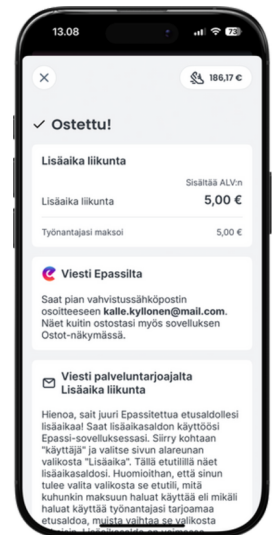 13.08
73
186,17 €
Ostettu!
Lisäaika liikunta
Sisältää ALV:n
Lisäaika liikunta 5,00 €
Työnantajasi maksoi 5,00 €
Viesti Epassilta
Saat pian vahvistussähköpostin
osoitteeseen kalle.kyllonen@mail.com.
Näet kuitin ostostasi myös sovelluksen
Ostot-näkymässä.
Viesti palveluntarjoajalta
Lisäaika liikunta
Hienoa, sait juuri Epassitettua etusaldollesi
lisäaikaa! Saat lisäaikasaldon käyttöösi
Epassi-sovelluksessasi. Siirry kohtaan
"käyttäjä" ja valitse sivun alareunan
valikosta "Lisäaika". Tällä etutilillä näet
lisäaikasaldosi. Huomioithan, että sinun
tulee valita valikosta se etutili, mitä
kuhunkin maksuun haluat käyttää eli mikäli
haluat käyttää työnantajasi tarjoamaa
etusaldoa, muista vaihtaa se valikosta